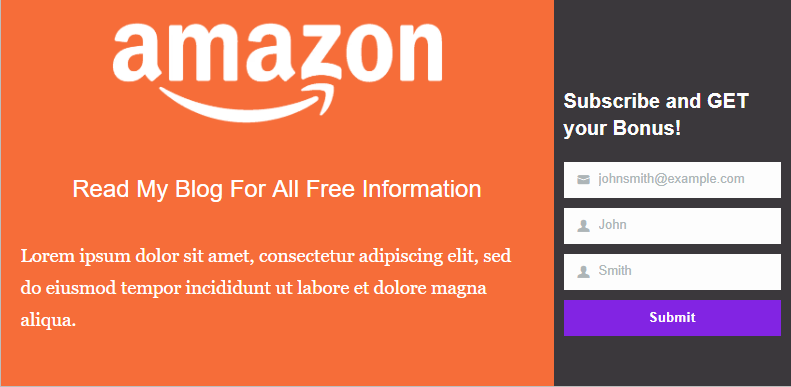 amazon
Read My Blog For All Free Information
Lorem ipsum dolor sit amet, consectetur adipiscing elit, sed
do eiusmod tempor incididunt ut labore et dolore magna
aliqua.
Subscribe and GET
your Bonus!
johnsmith@example.com
John
Smith
Submit